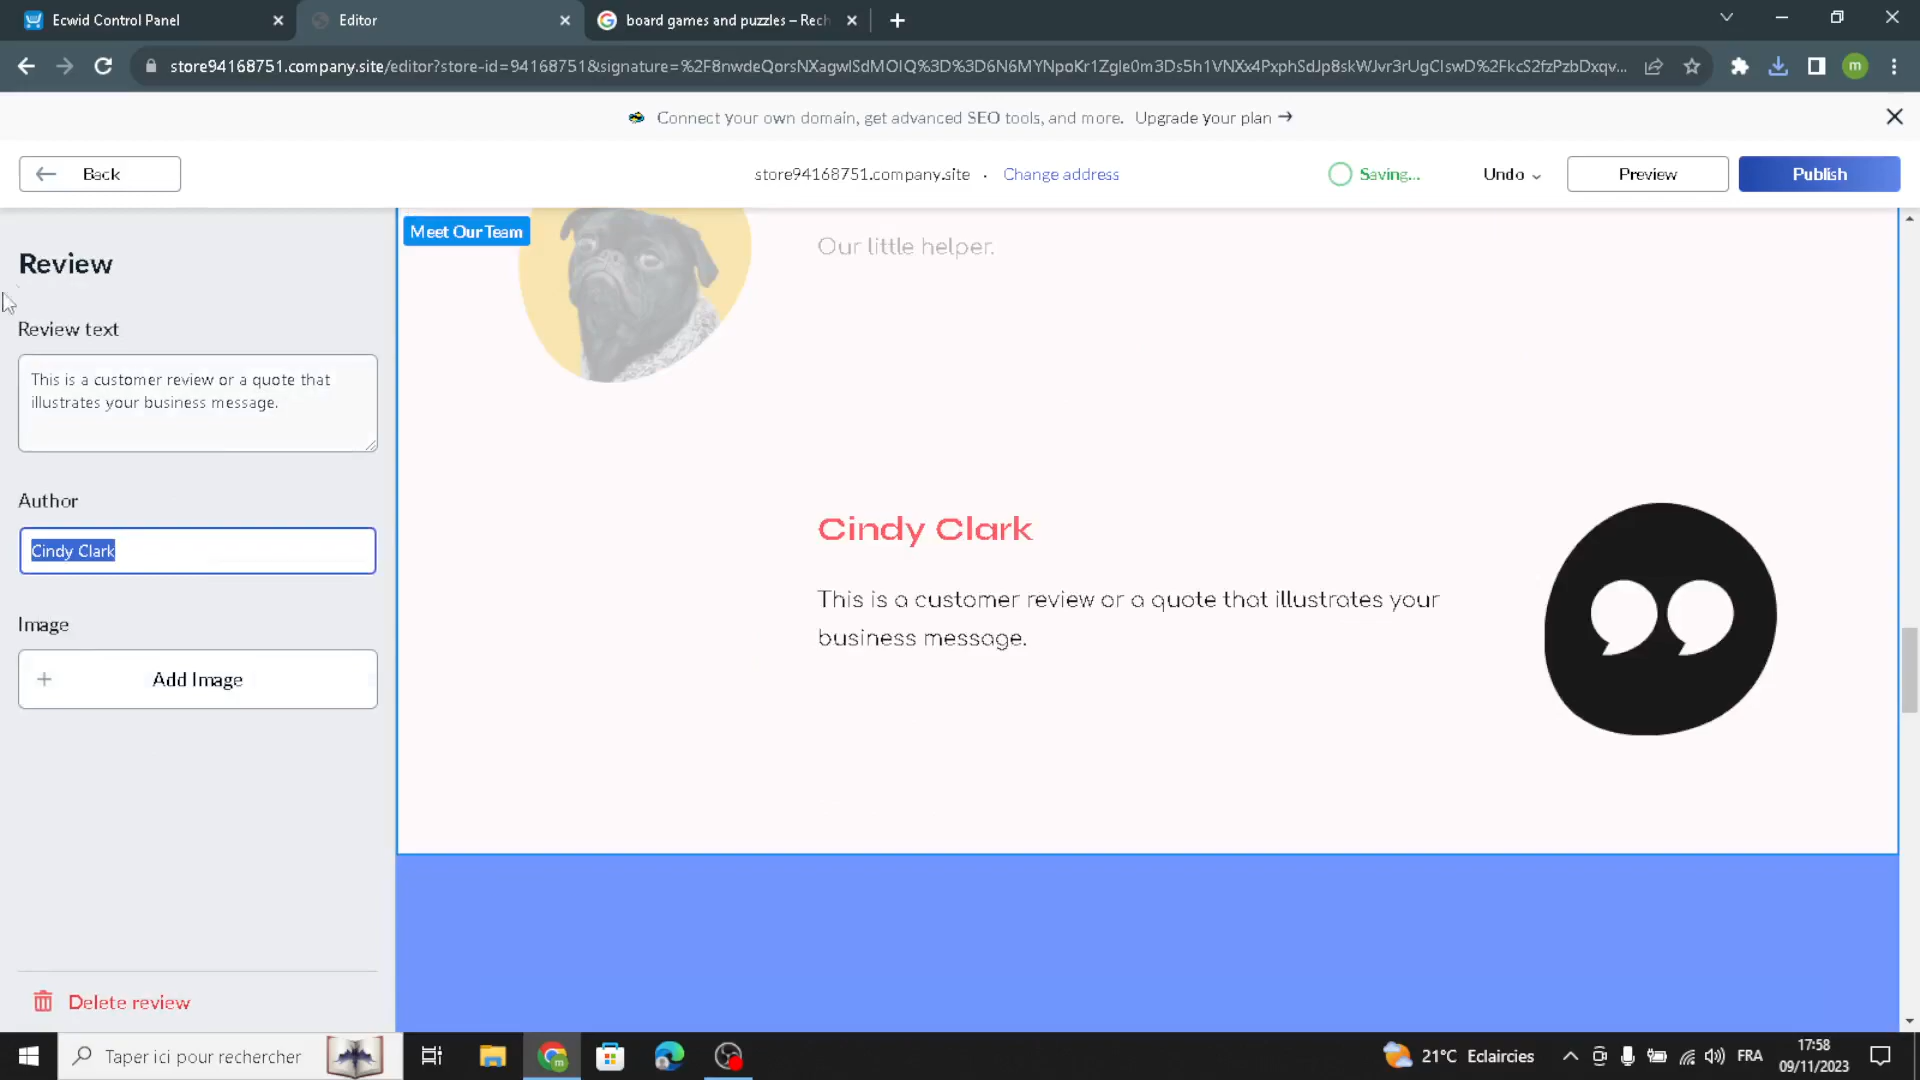 Ecwid Control Panel
Editor
board games and puzzles – Rech
store94168751.company.site/editor?store-id=94168751&signature=%2F8nwdeQorsNXagwlSdMOIQ%3D%3D6N6MYNpoKr1Zgle0m3Ds5h1VNXx4PxphSdJp8skWJvr3rUgCIswD%2FkcS2fzPzbDxqv...
m
Connect your own domain, get advanced SEO tools, and more. Upgrade your plan →
Back
store94168751.company.site · Change address
Saving...
Undo
Preview
Publish
Meet Our Team
Our little helper.
Review
Review text
This is a customer review or a quote that
illustrates your business message.
Author
Cindy Clark
Image
Add Image
Cindy Clark
This is a customer review or a quote that illustrates your
business message.
Delete review
Taper ici pour rechercher
21°C Eclaircies
FRA
17:58
09/11/2023